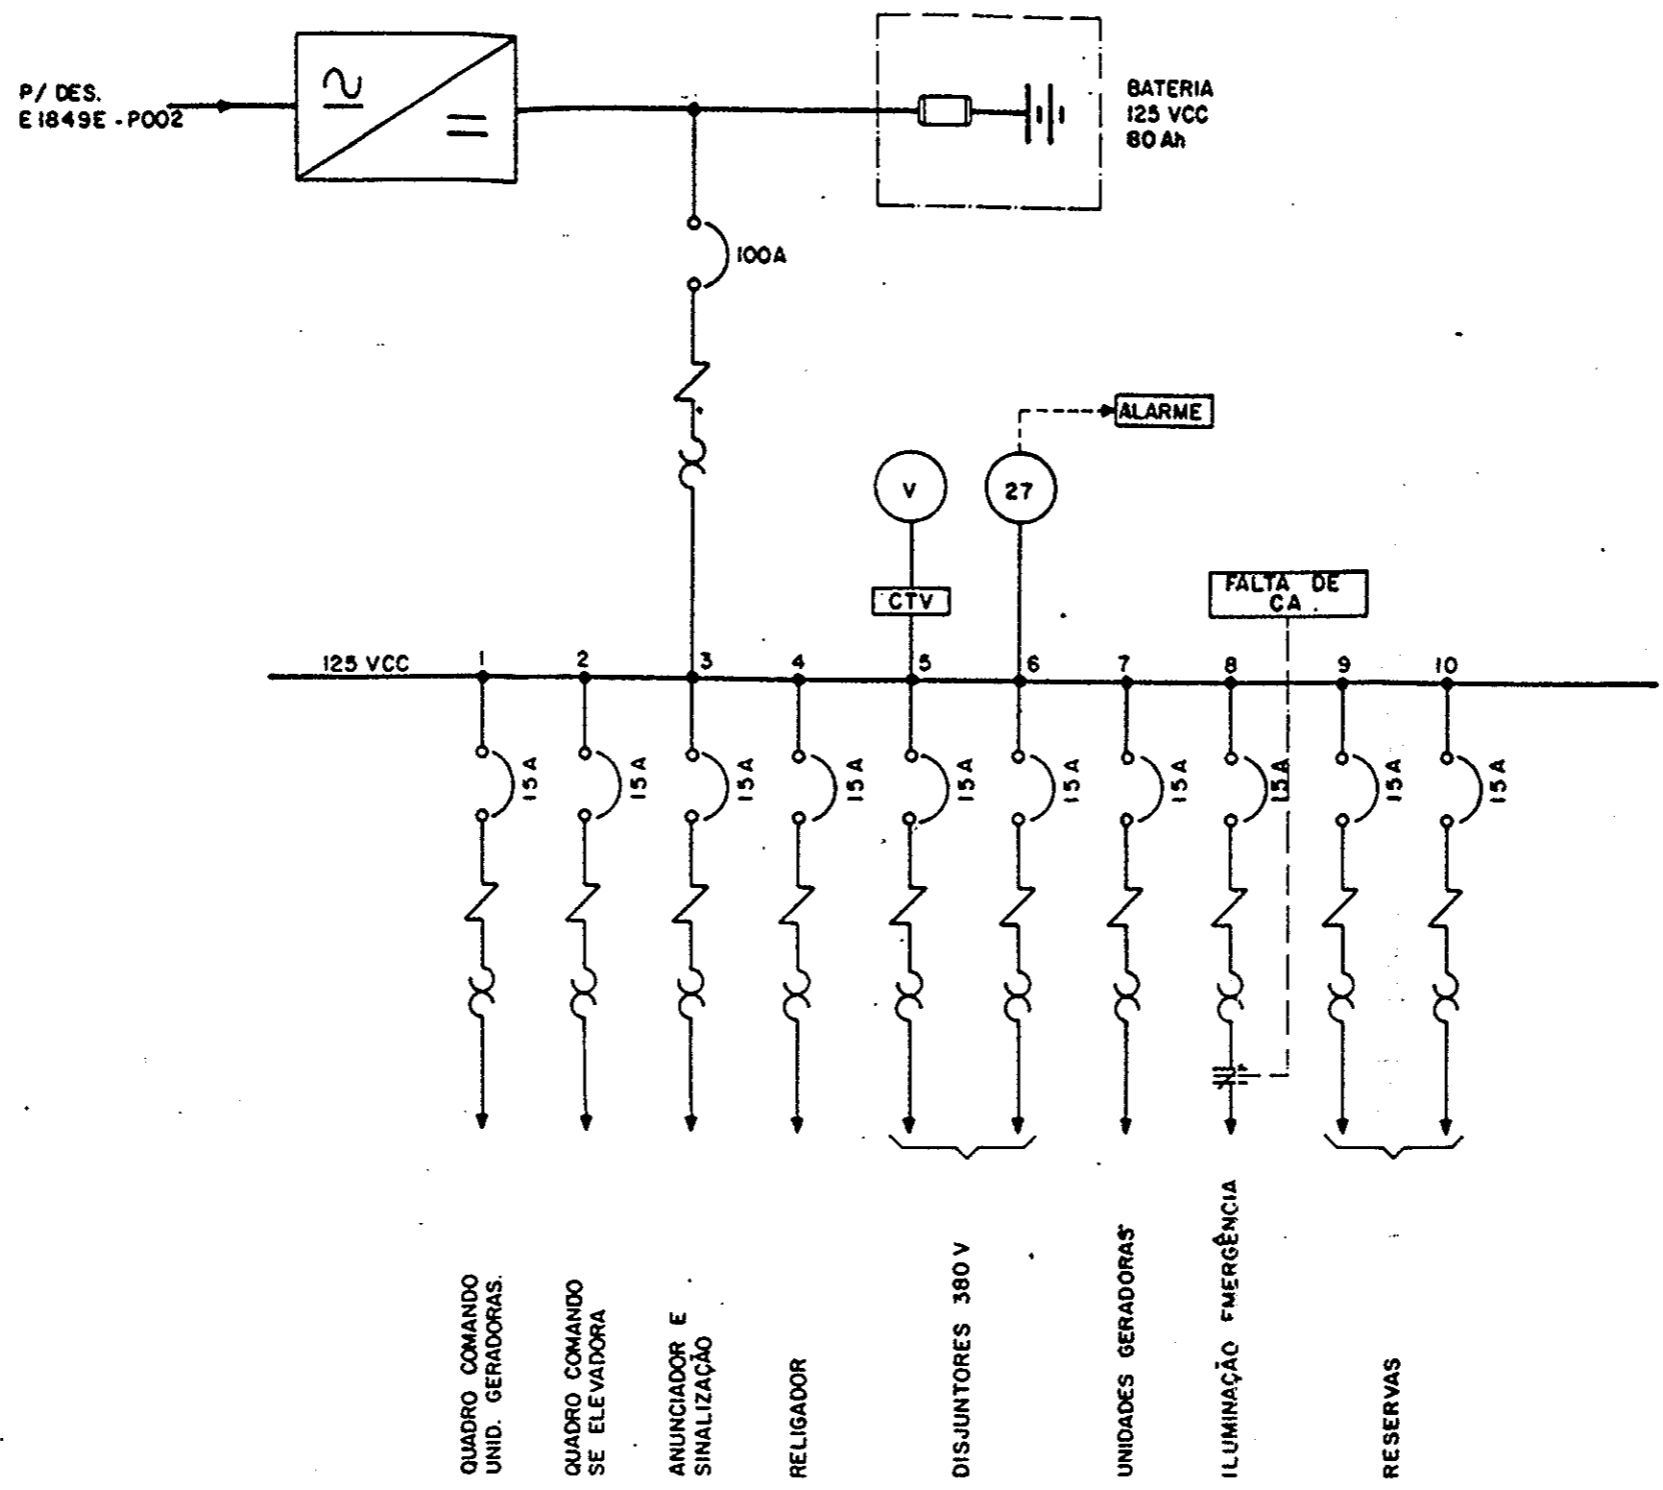 P/ DES.
E1849E - P002
BATERIA
125 VCC
80 Ah
100A
ALARME
V
27
CTV
FALTA DE
CA.
125 VCC
1
2
3
4
5
6
7
8
9
10
15A
15A
15A
15A
15A
15A
15A
15A
15A
15A
QUADRO COMANDO
UNID. GERADORAS.
QUADRO COMANDO
SE ELEVADORA
ANUNCIADOR E
SINALIZAÇÃO
RELIGADOR
DISJUNTORES 380V
UNIDADES GERADORAS
ILUMINAÇÃO EMERGÊNCIA
RESERVAS